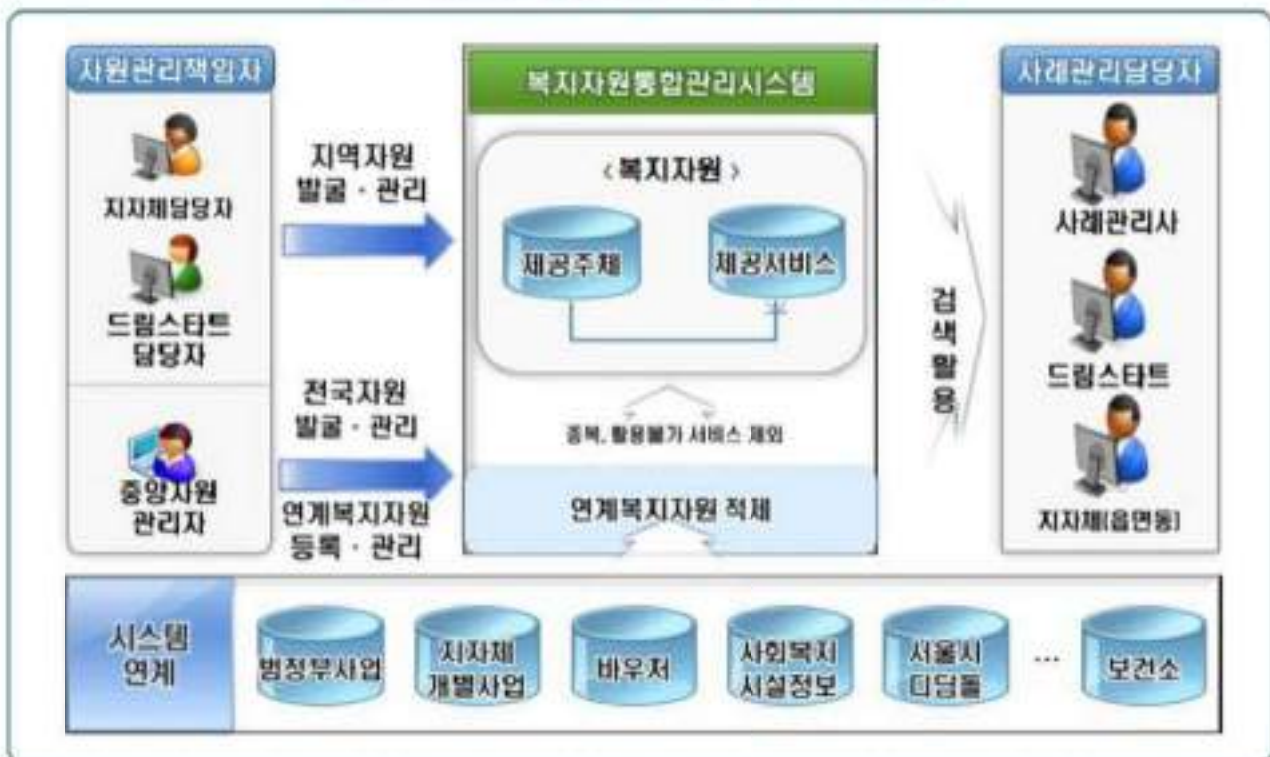 자원관리책임자
지자체담당자
드림스타트
담당자
중앙자원
관리자
지역자원
발굴 · 관리
전국자원
발굴 · 관리
연계복지자원
등록 · 관리
복지자원통합관리시스템
< 복지자원 >
제공주체
제공서비스
중복, 활용불가 서비스 제외
연계복지자원 적제
검색활용
사례관리담당자
사례관리사
드림스타트
지자체(읍면동)
시스템
연계
범정부사업
지자체
개별사업
바우처
사회복지
시설정보
서울시
디딤돌
...
보건소